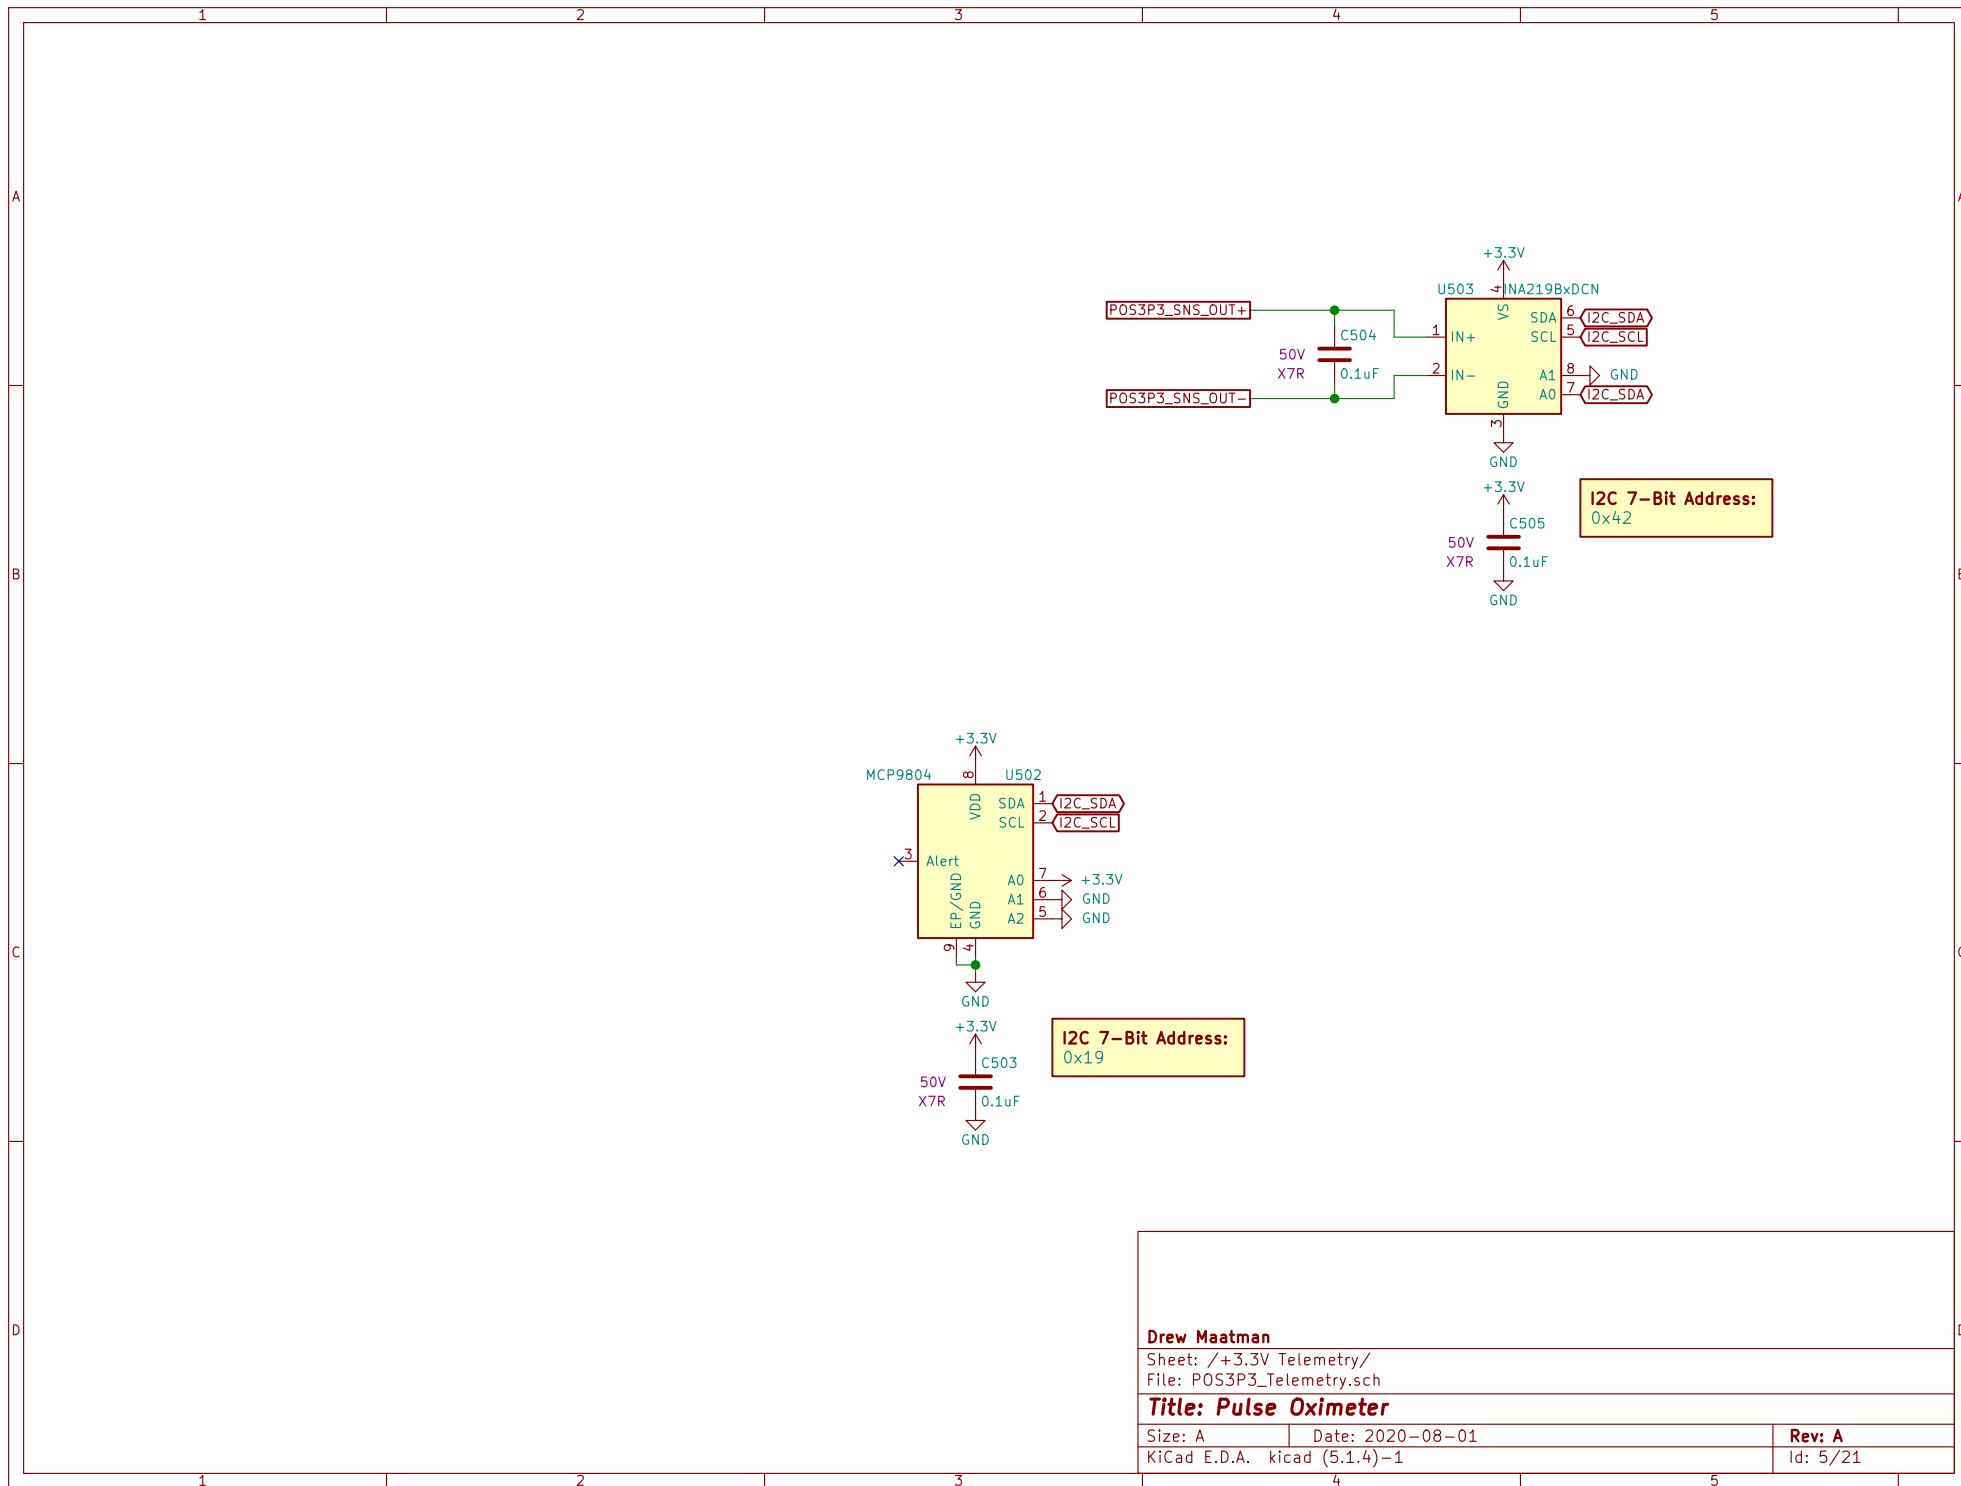 1 2 3 4 5
A
A
B
C
D
+3.3V
U503 INA219BxDCN
4
VS
POS3P3_SNS_OUT+
SDA 6 I2C_SDA
SCL 5 I2C_SCL
1 IN+
C504
50V
X7R 0.1uF
2 IN-
A1 8 GND
A0 7 I2C_SDA
POS3P3_SNS_OUT-
GND
3
GND
I2C 7-Bit Address:
0x42
+3.3V
C505
50V
X7R 0.1uF
GND
+3.3V
MCP9804 U502
8
VDD
SDA 1 I2C_SDA
SCL 2 I2C_SCL
3 Alert
A0 7 +3.3V
A1 6 GND
A2 5 GND
EP/GND
GND
9 4
GND
I2C 7-Bit Address:
0x19
+3.3V
C503
50V
X7R 0.1uF
GND
Drew Maatman
Sheet: /+3.3V Telemetry/
File: POS3P3_Telemetry.sch
Title: Pulse Oximeter
Size: A Date: 2020-08-01 Rev: A
KiCad E.D.A. kicad (5.1.4)-1 Id: 5/21
1 2 3 4 5